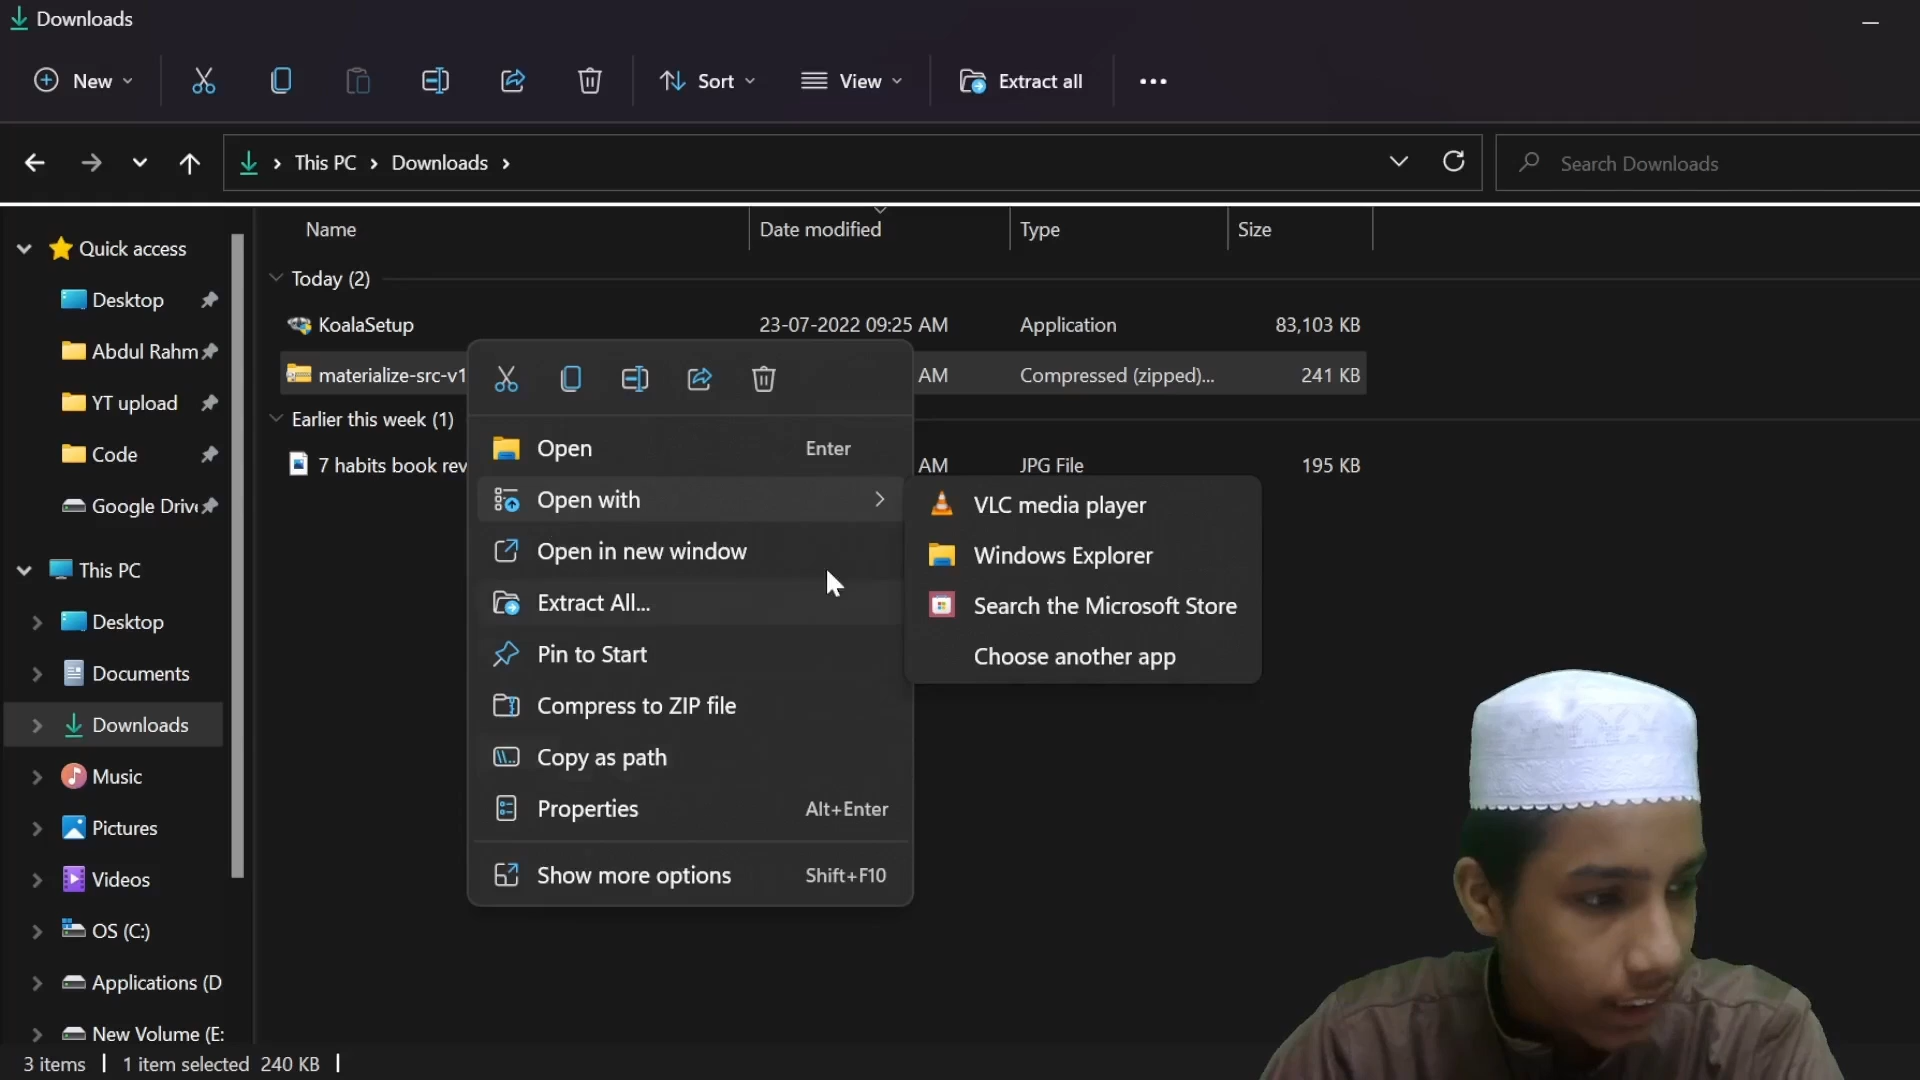 Downloads
New
Sort
View
Extract all
This PC
Downloads
Search Downloads
Name
Date modified
Type
Size
Quick access
Desktop
Abdul Rahm
YT upload
Code
Google Driv
This PC
Desktop
Documents
Downloads
Music
Pictures
Videos
OS (C:)
Applications (D
New Volume (E:
Today (2)
KoalaSetup 23-07-2022 09:25 AM Application 83,103 KB
materialize-src-v1 AM Compressed (zipped)... 241 KB
Earlier this week (1)
7 habits book rev AM JPG File 195 KB
Open Enter
Open with
Open in new window
Extract All...
Pin to Start
Compress to ZIP file
Copy as path
Properties Alt+Enter
Show more options Shift+F10
VLC media player
Windows Explorer
Search the Microsoft Store
Choose another app
3 items 1 item selected 240 KB